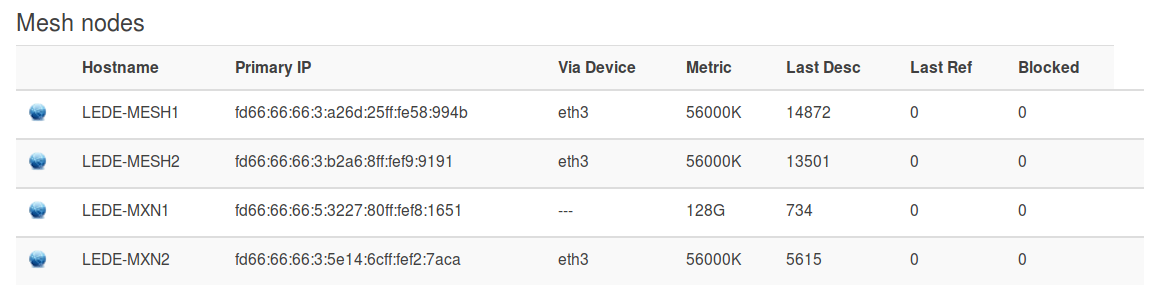 Mesh nodes
Hostname Primary IP Via Device Metric Last Desc Last Ref Blocked
LEDE-MESH1 fd66:66:66:3:a26d:25ff:fe58:994b eth3 56000K 14872 0 0
LEDE-MESH2 fd66:66:66:3:b2a6:8ff:fef9:9191 eth3 56000K 13501 0 0
LEDE-MXN1 fd66:66:66:5:3227:80ff:fef8:1651 --- 128G 734 0 0
LEDE-MXN2 fd66:66:66:3:5e14:6cff:fef2:7aca eth3 56000K 5615 0 0